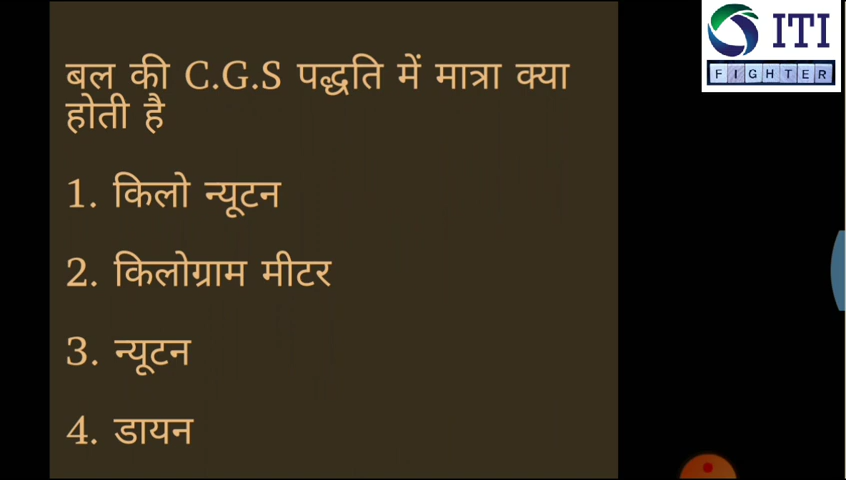 ITI
FIGHTER
बल की C.G.S पद्धति में मात्रा क्या
होती है
1. किलो न्यूटन
2. किलोग्राम मीटर
3. न्यूटन
4. डायन